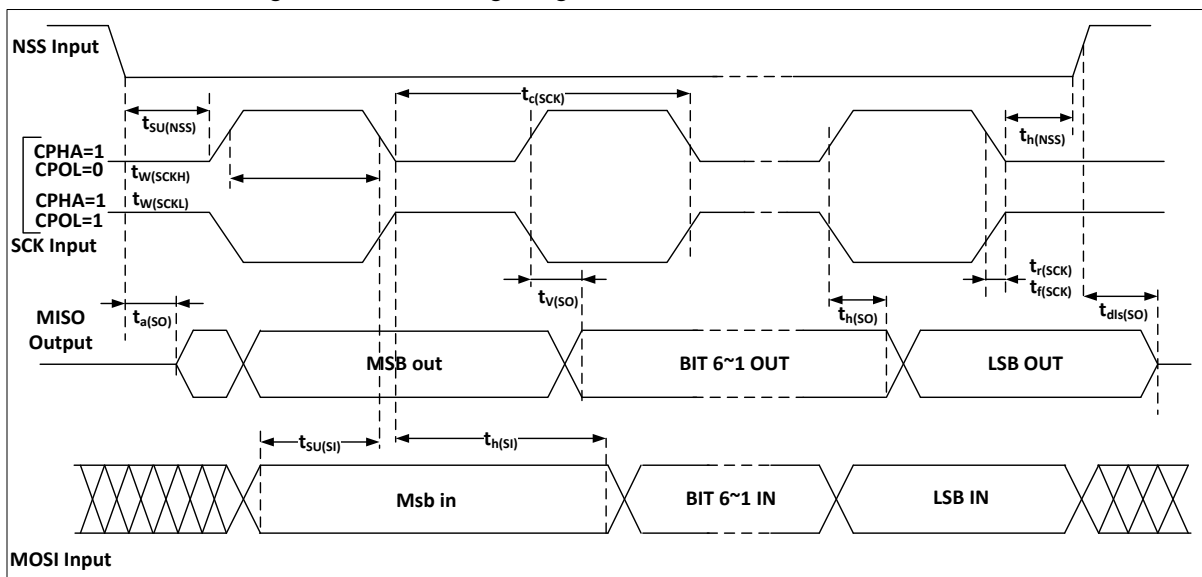 NSS Input
tSU(NSS)
tc(SCK)
th(NSS)
CPHA=1
CPOL=0
tW(SCKH)
CPHA=1
CPOL=1
tW(SCKL)
SCK Input
ta(SO)
tV(SO)
th(SO)
tr(SCK)
tf(SCK)
tdIs(SO)
MISO
Output
MSB out
BIT 6~1 OUT
LSB OUT
tSU(SI)
th(SI)
Msb in
BIT 6~1 IN
LSB IN
MOSI Input